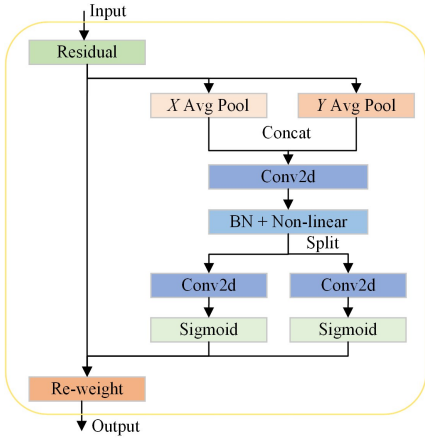 Input
Residual
X Avg Pool
Y Avg Pool
Concat
Conv2d
BN + Non-linear
Split
Conv2d
Conv2d
Sigmoid
Sigmoid
Re-weight
Output